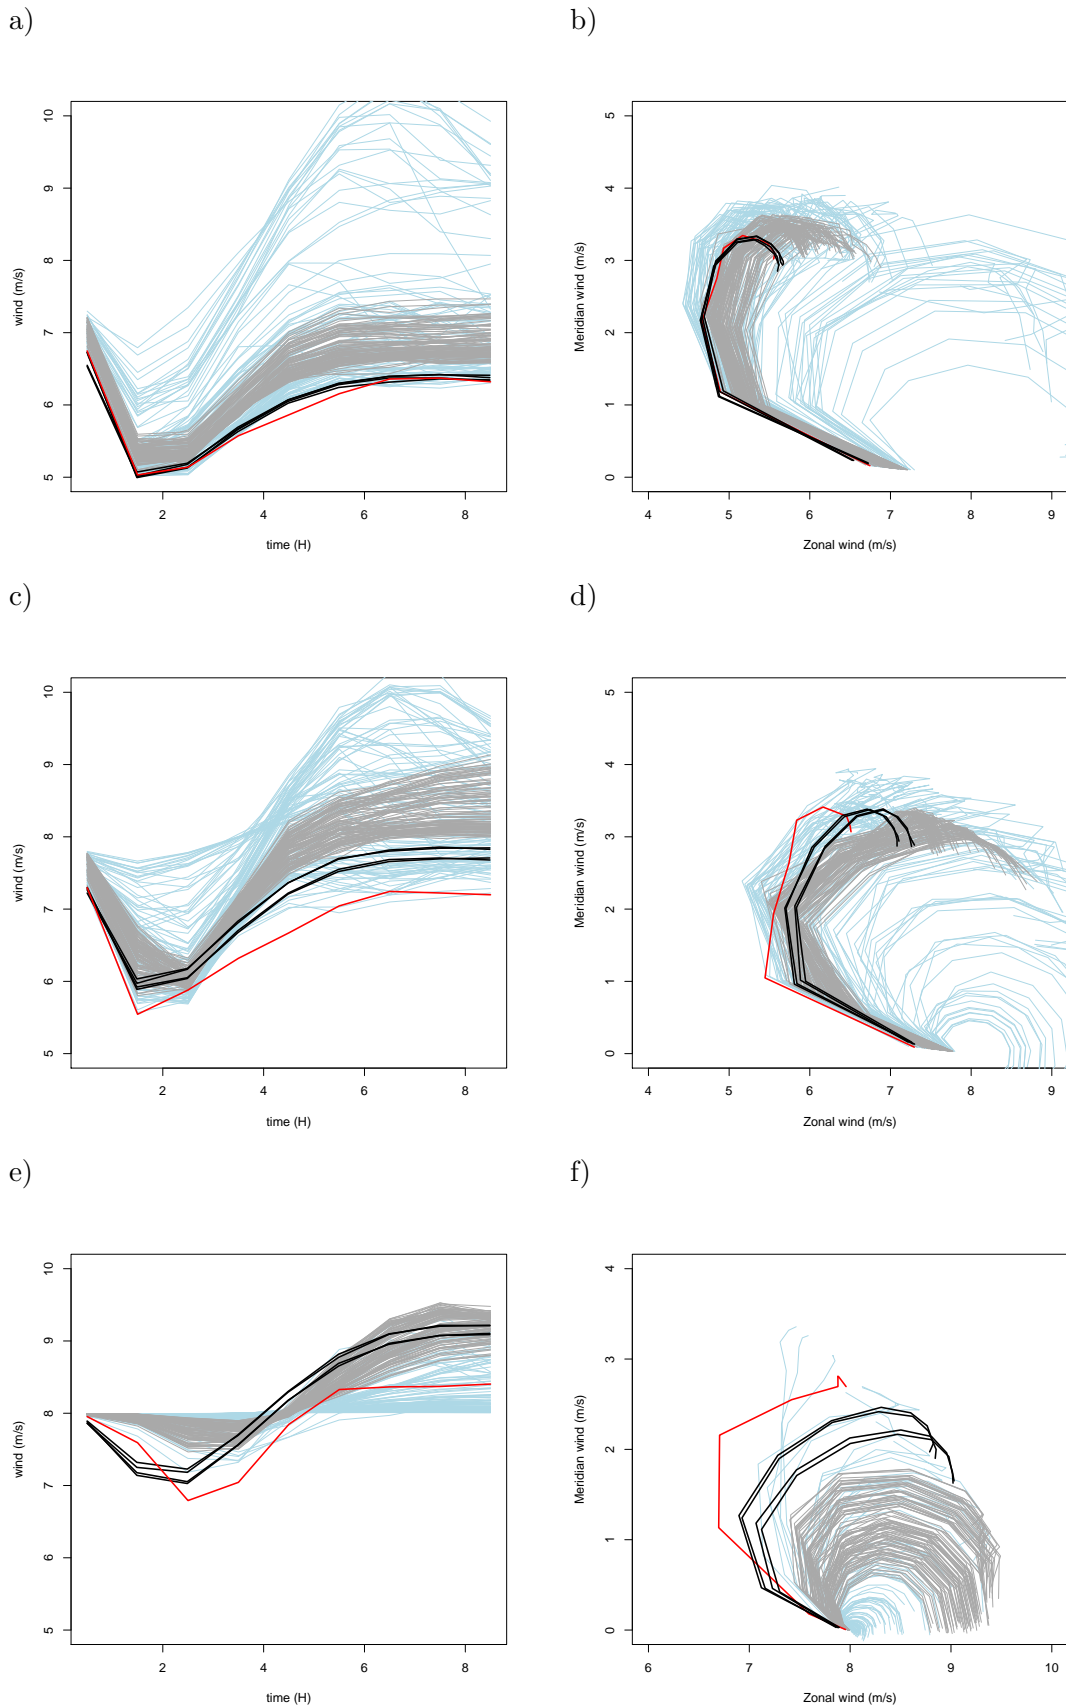 a)
b)
wind (m/s)
5 6 7 8 9 10
2 4 6 8
time (H)
Meridian wind (m/s)
0 1 2 3 4 5
4 5 6 7 8 9
Zonal wind (m/s)
c)
d)
wind (m/s)
5 6 7 8 9 10
2 4 6 8
time (H)
Meridian wind (m/s)
0 1 2 3 4 5
4 5 6 7 8 9
Zonal wind (m/s)
e)
f)
wind (m/s)
5 6 7 8 9 10
2 4 6 8
time (H)
Meridian wind (m/s)
0 1 2 3 4
6 7 8 9 10
Zonal wind (m/s)